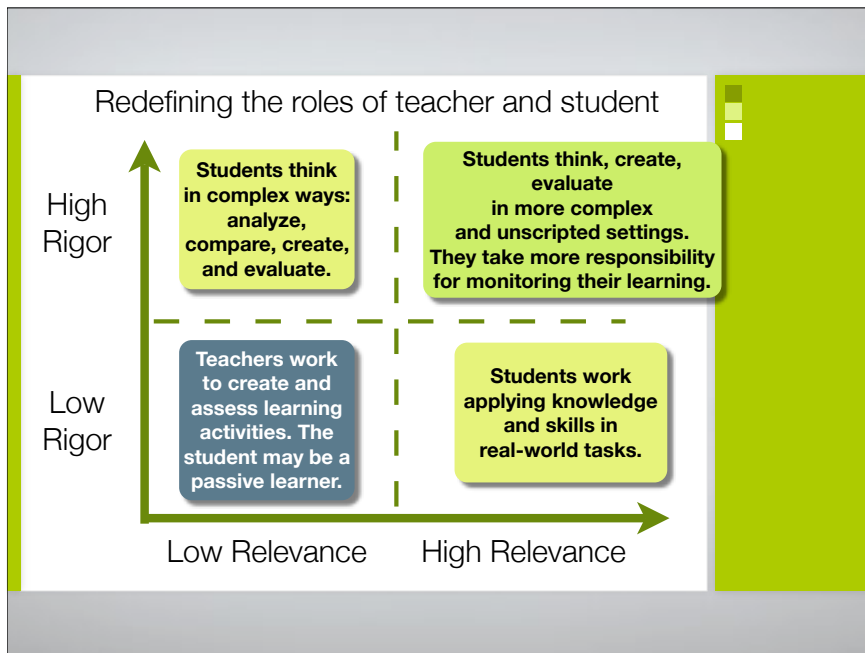 Redefining the roles of teacher and student
High
Rigor
Students think
in complex ways:
analyze,
compare, create,
and evaluate.
Students think, create,
evaluate
in more complex
and unscripted settings.
They take more responsibility
for monitoring their learning.
Low
Rigor
Teachers work
to create and
assess learning
activities. The
student may be a
passive learner.
Students work
applying knowledge
and skills in
real-world tasks.
Low Relevance
High Relevance